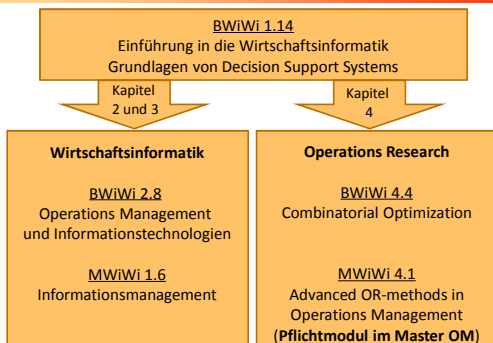 BWiWi 1.14
Einführung in die Wirtschaftsinformatik
Grundlagen von Decision Support Systems
Kapitel
2 und 3
Kapitel
4
Wirtschaftsinformatik
BWiWi 2.8
Operations Management
und Informationstechnologien
MWiWi 1.6
Informationsmanagement
Operations Research
BWiWi 4.4
Combinatorial Optimization
MWiWi 4.1
Advanced OR-methods in
Operations Management
(Pflichtmodul im Master OM)